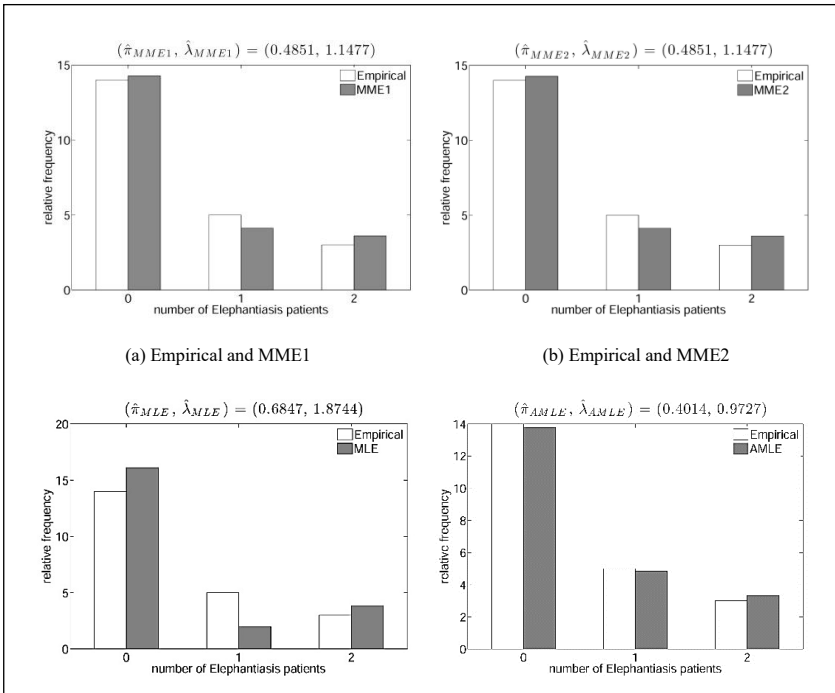 (π̂_MME1, λ̂_MME1) = (0.4851, 1.1477)
15
10
5
0
relative frequency
Empirical
MME1
0 1 2
number of Elephantiasis patients
(a) Empirical and MME1
(π̂_MME2, λ̂_MME2) = (0.4851, 1.1477)
15
10
5
0
relative frequency
Empirical
MME2
0 1 2
number of Elephantiasis patients
(b) Empirical and MME2
(π̂_MLE, λ̂_MLE) = (0.6847, 1.8744)
20
15
10
5
0
relative frequency
Empirical
MLE
0 1 2
number of Elephantiasis patients
(π̂_AMLE, λ̂_AMLE) = (0.4014, 0.9727)
14
12
10
8
6
4
2
0
relative frequency
Empirical
AMLE
0 1 2
number of Elephantiasis patients